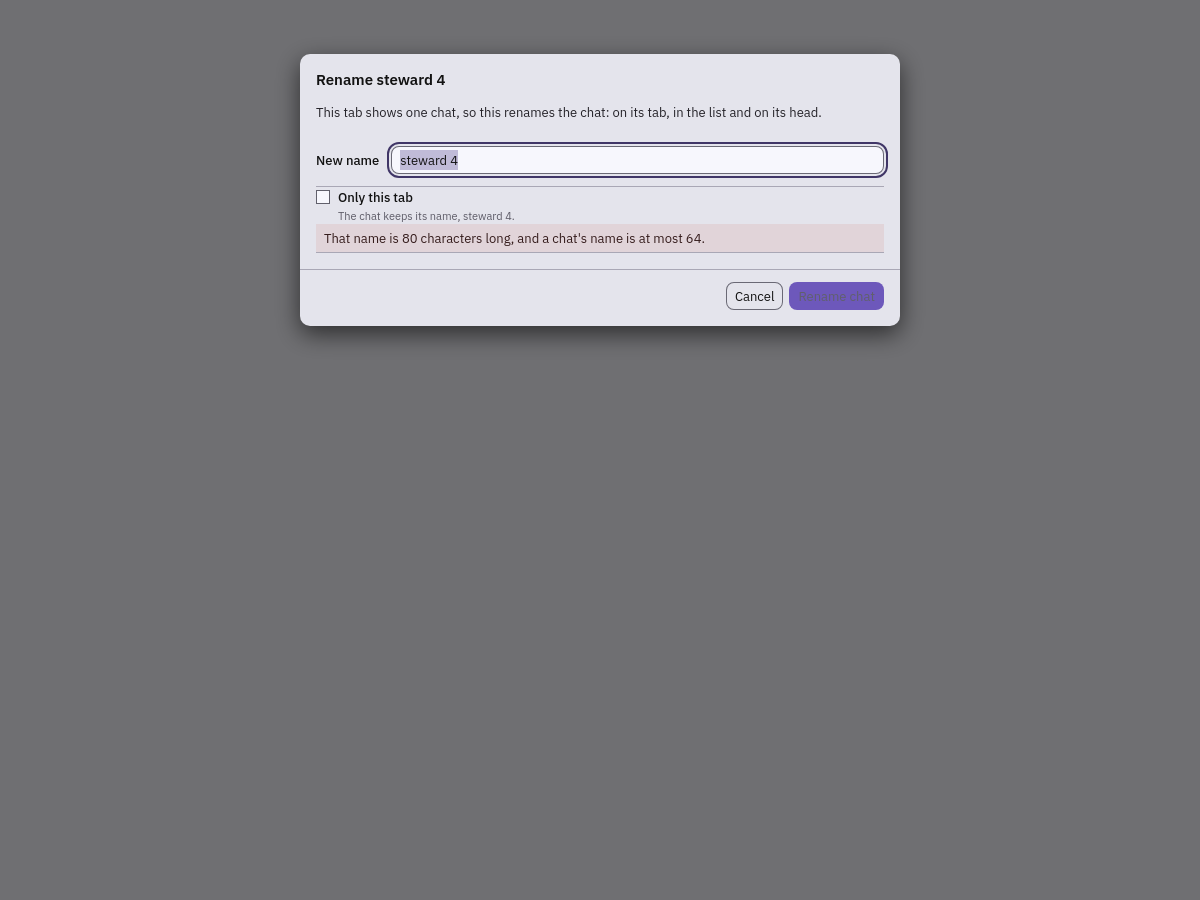 Rename steward 4
This tab shows one chat, so this renames the chat: on its tab, in the list and on its head.
New name
steward 4
Only this tab
The chat keeps its name, steward 4.
That name is 80 characters long, and a chat's name is at most 64.
Cancel
Rename chat